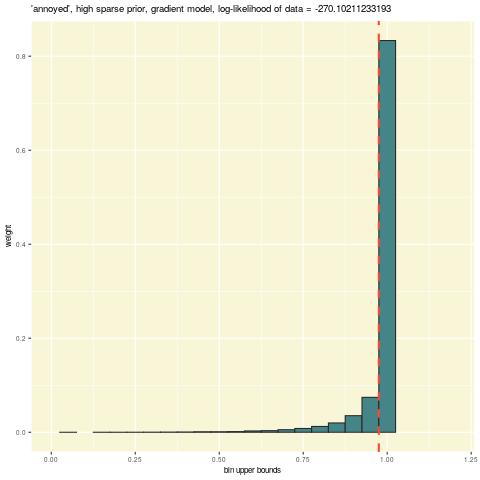 'annoyed', high sparse prior, gradient model, log-likelihood of data = -270.10211233193
0.8
0.6
0.4
0.2
0.0
weight
0.00 0.25 0.50 0.75 1.00 1.25
bin upper bounds